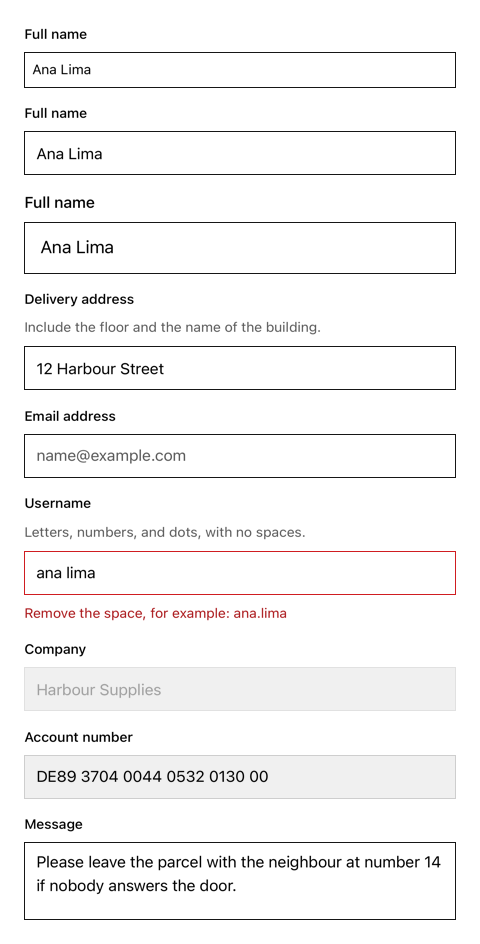 Full name
Ana Lima
Full name
Ana Lima
Full name
Ana Lima
Delivery address
Include the floor and the name of the building.
12 Harbour Street
Email address
name@example.com
Username
Letters, numbers, and dots, with no spaces.
ana lima
Remove the space, for example: ana.lima
Company
Harbour Supplies
Account number
DE89 3704 0044 0532 0130 00
Message
Please leave the parcel with the neighbour at number 14
if nobody answers the door.